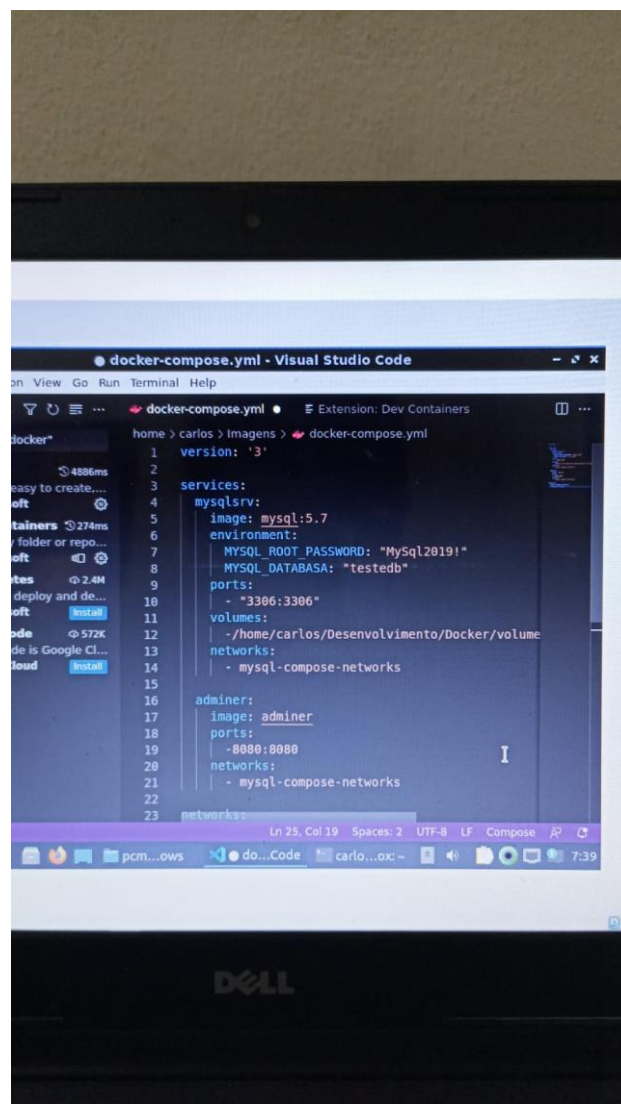 docker-compose.yml - Visual Studio Code
on View Go Run Terminal Help
docker-compose.yml Extension: Dev Containers
docker"
home > carlos > Imagens > docker-compose.yml
4886ms
easy to create,...
oft
tainers 274ms
folder or repo...
oft
tes 2.4M
deploy and de...
oft Install
ode 572K
de is Google Cl...
loud Install
1 version: '3'
2
3 services:
4 mysqlsrv:
5 image: mysql:5.7
6 environment:
7 MYSQL_ROOT_PASSWORD: "MySql2019!"
8 MYSQL_DATABASA: "testedb"
9 ports:
10 - "3306:3306"
11 volumes:
12 -/home/carlos/Desenvolvimento/Docker/volume
13 networks:
14 - mysql-compose-networks
15
16 adminer:
17 image: adminer
18 ports:
19 -8080:8080
20 networks:
21 - mysql-compose-networks
22
23 networks:
Ln 25, Col 19 Spaces: 2 UTF-8 LF Compose
pcm...ows do...Code carlo...ox: ~ 7:39
DELL